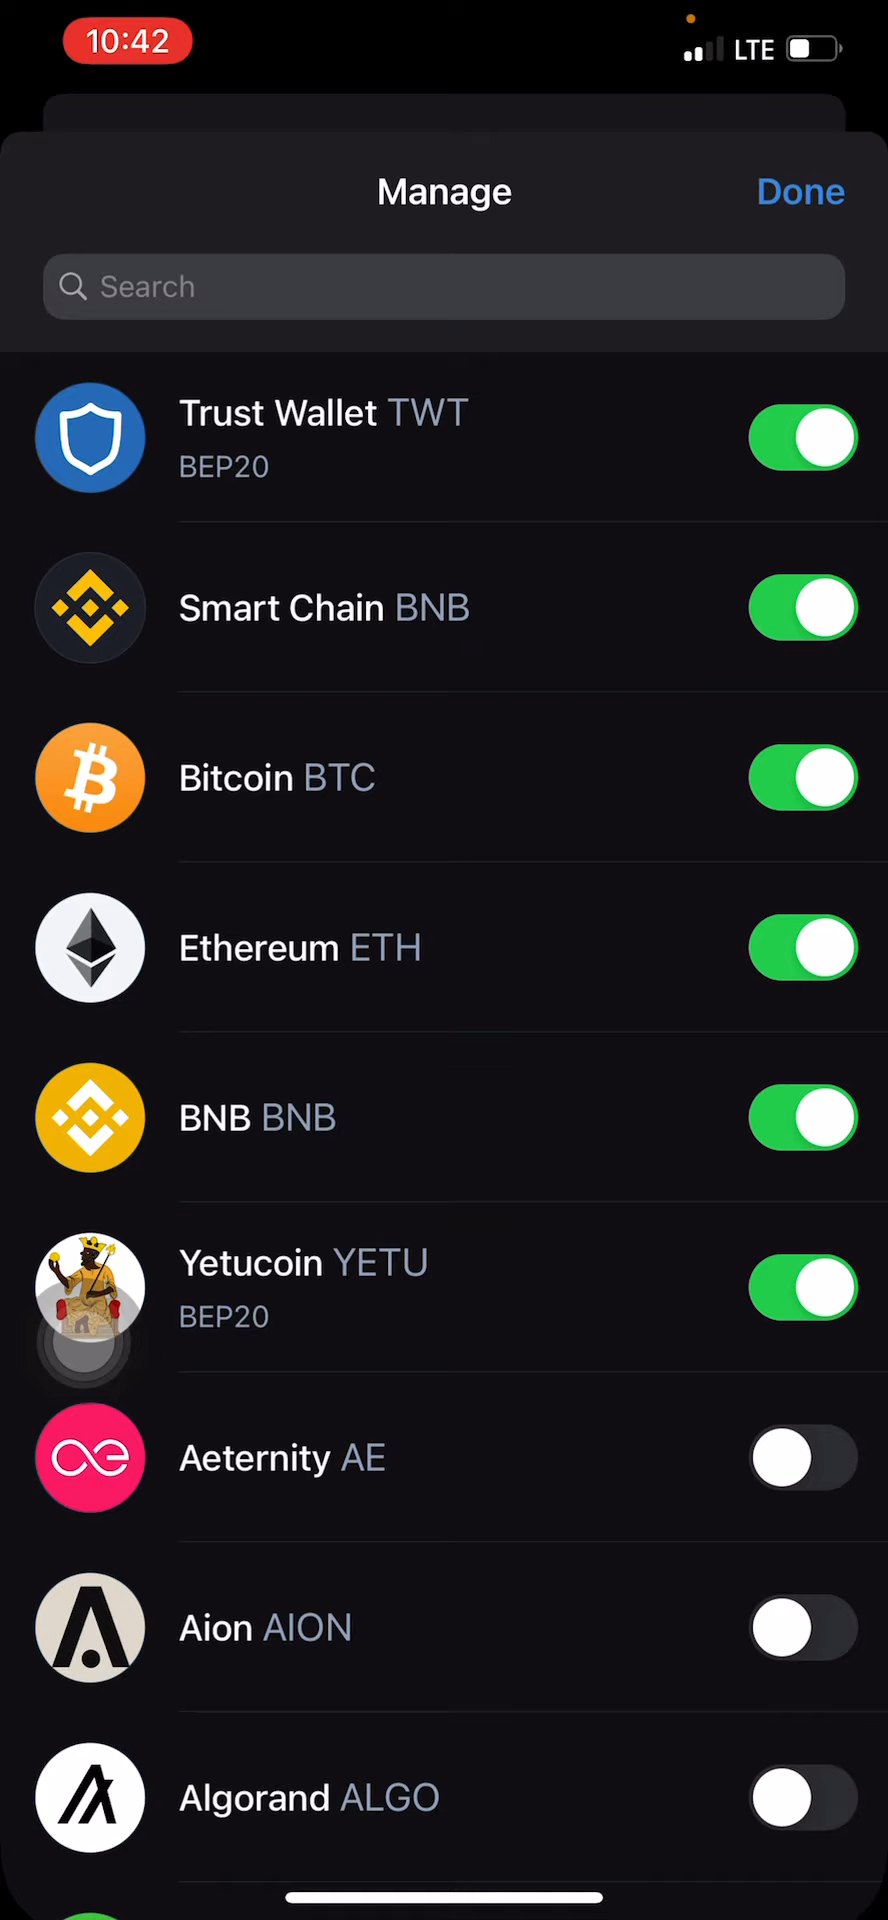 10:42
LTE
Manage
Done
Search
Trust Wallet TWT
BEP20
Smart Chain BNB
Bitcoin BTC
Ethereum ETH
BNB BNB
Yetucoin YETU
BEP20
Aeternity AE
Aion AION
Algorand ALGO